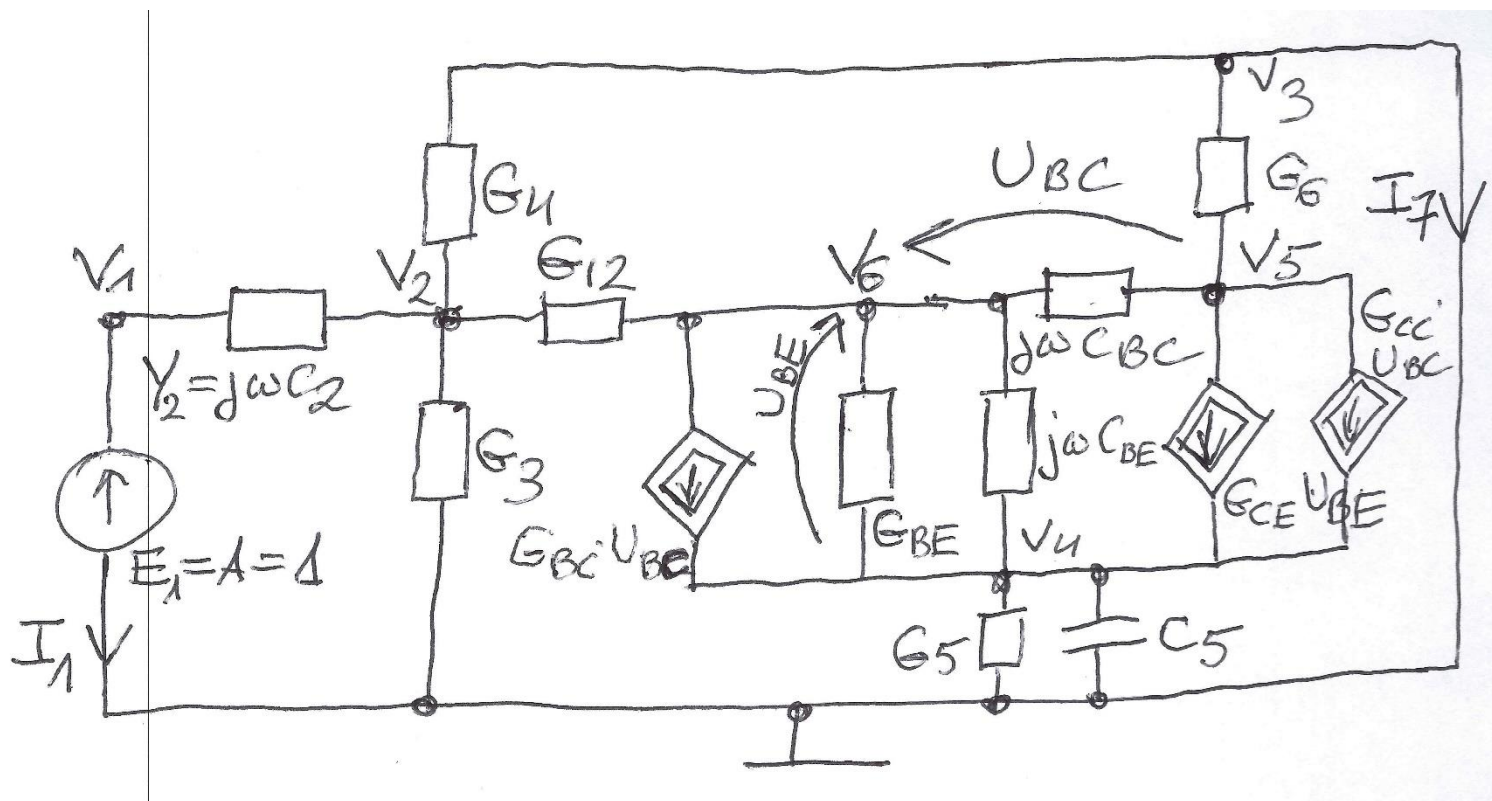 V3
UBC
G6
I7
G4
V1
V2
G12
V6
V5
Y2=jωC2
UBE
jωCBC
GCC·UBC
G3
jωCBE
E1=A=1
GBC·UBC
GBE
V4
GCE UBE
I1
G5
C5